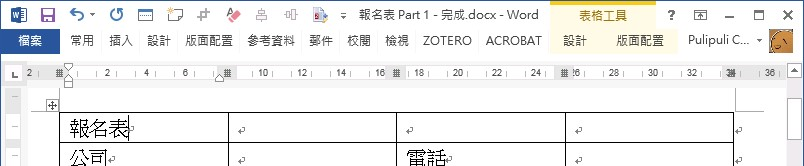 報名表 Part 1 - 完成.docx - Word
表格工具
檔案 常用 插入 設計 版面配置 參考資料 郵件 校閱 檢視 ZOTERO ACROBAT 設計 版面配置 Pulipuli C...
2 2 4 6 10 12 14 18 20 22 24 26 28 30 32 36
報名表
公司 電話